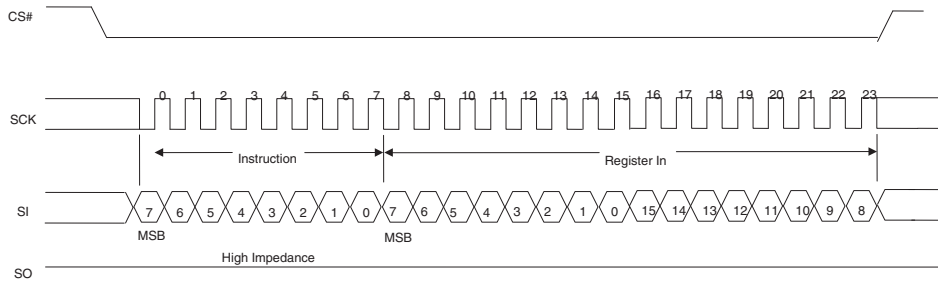 CS#
0 1 2 3 4 5 6 7 8 9 10 11 12 13 14 15 16 17 18 19 20 21 22 23
SCK
Instruction Register In
SI 7 6 5 4 3 2 1 0 7 6 5 4 3 2 1 0 15 14 13 12 11 10 9 8
MSB MSB
High Impedance
SO